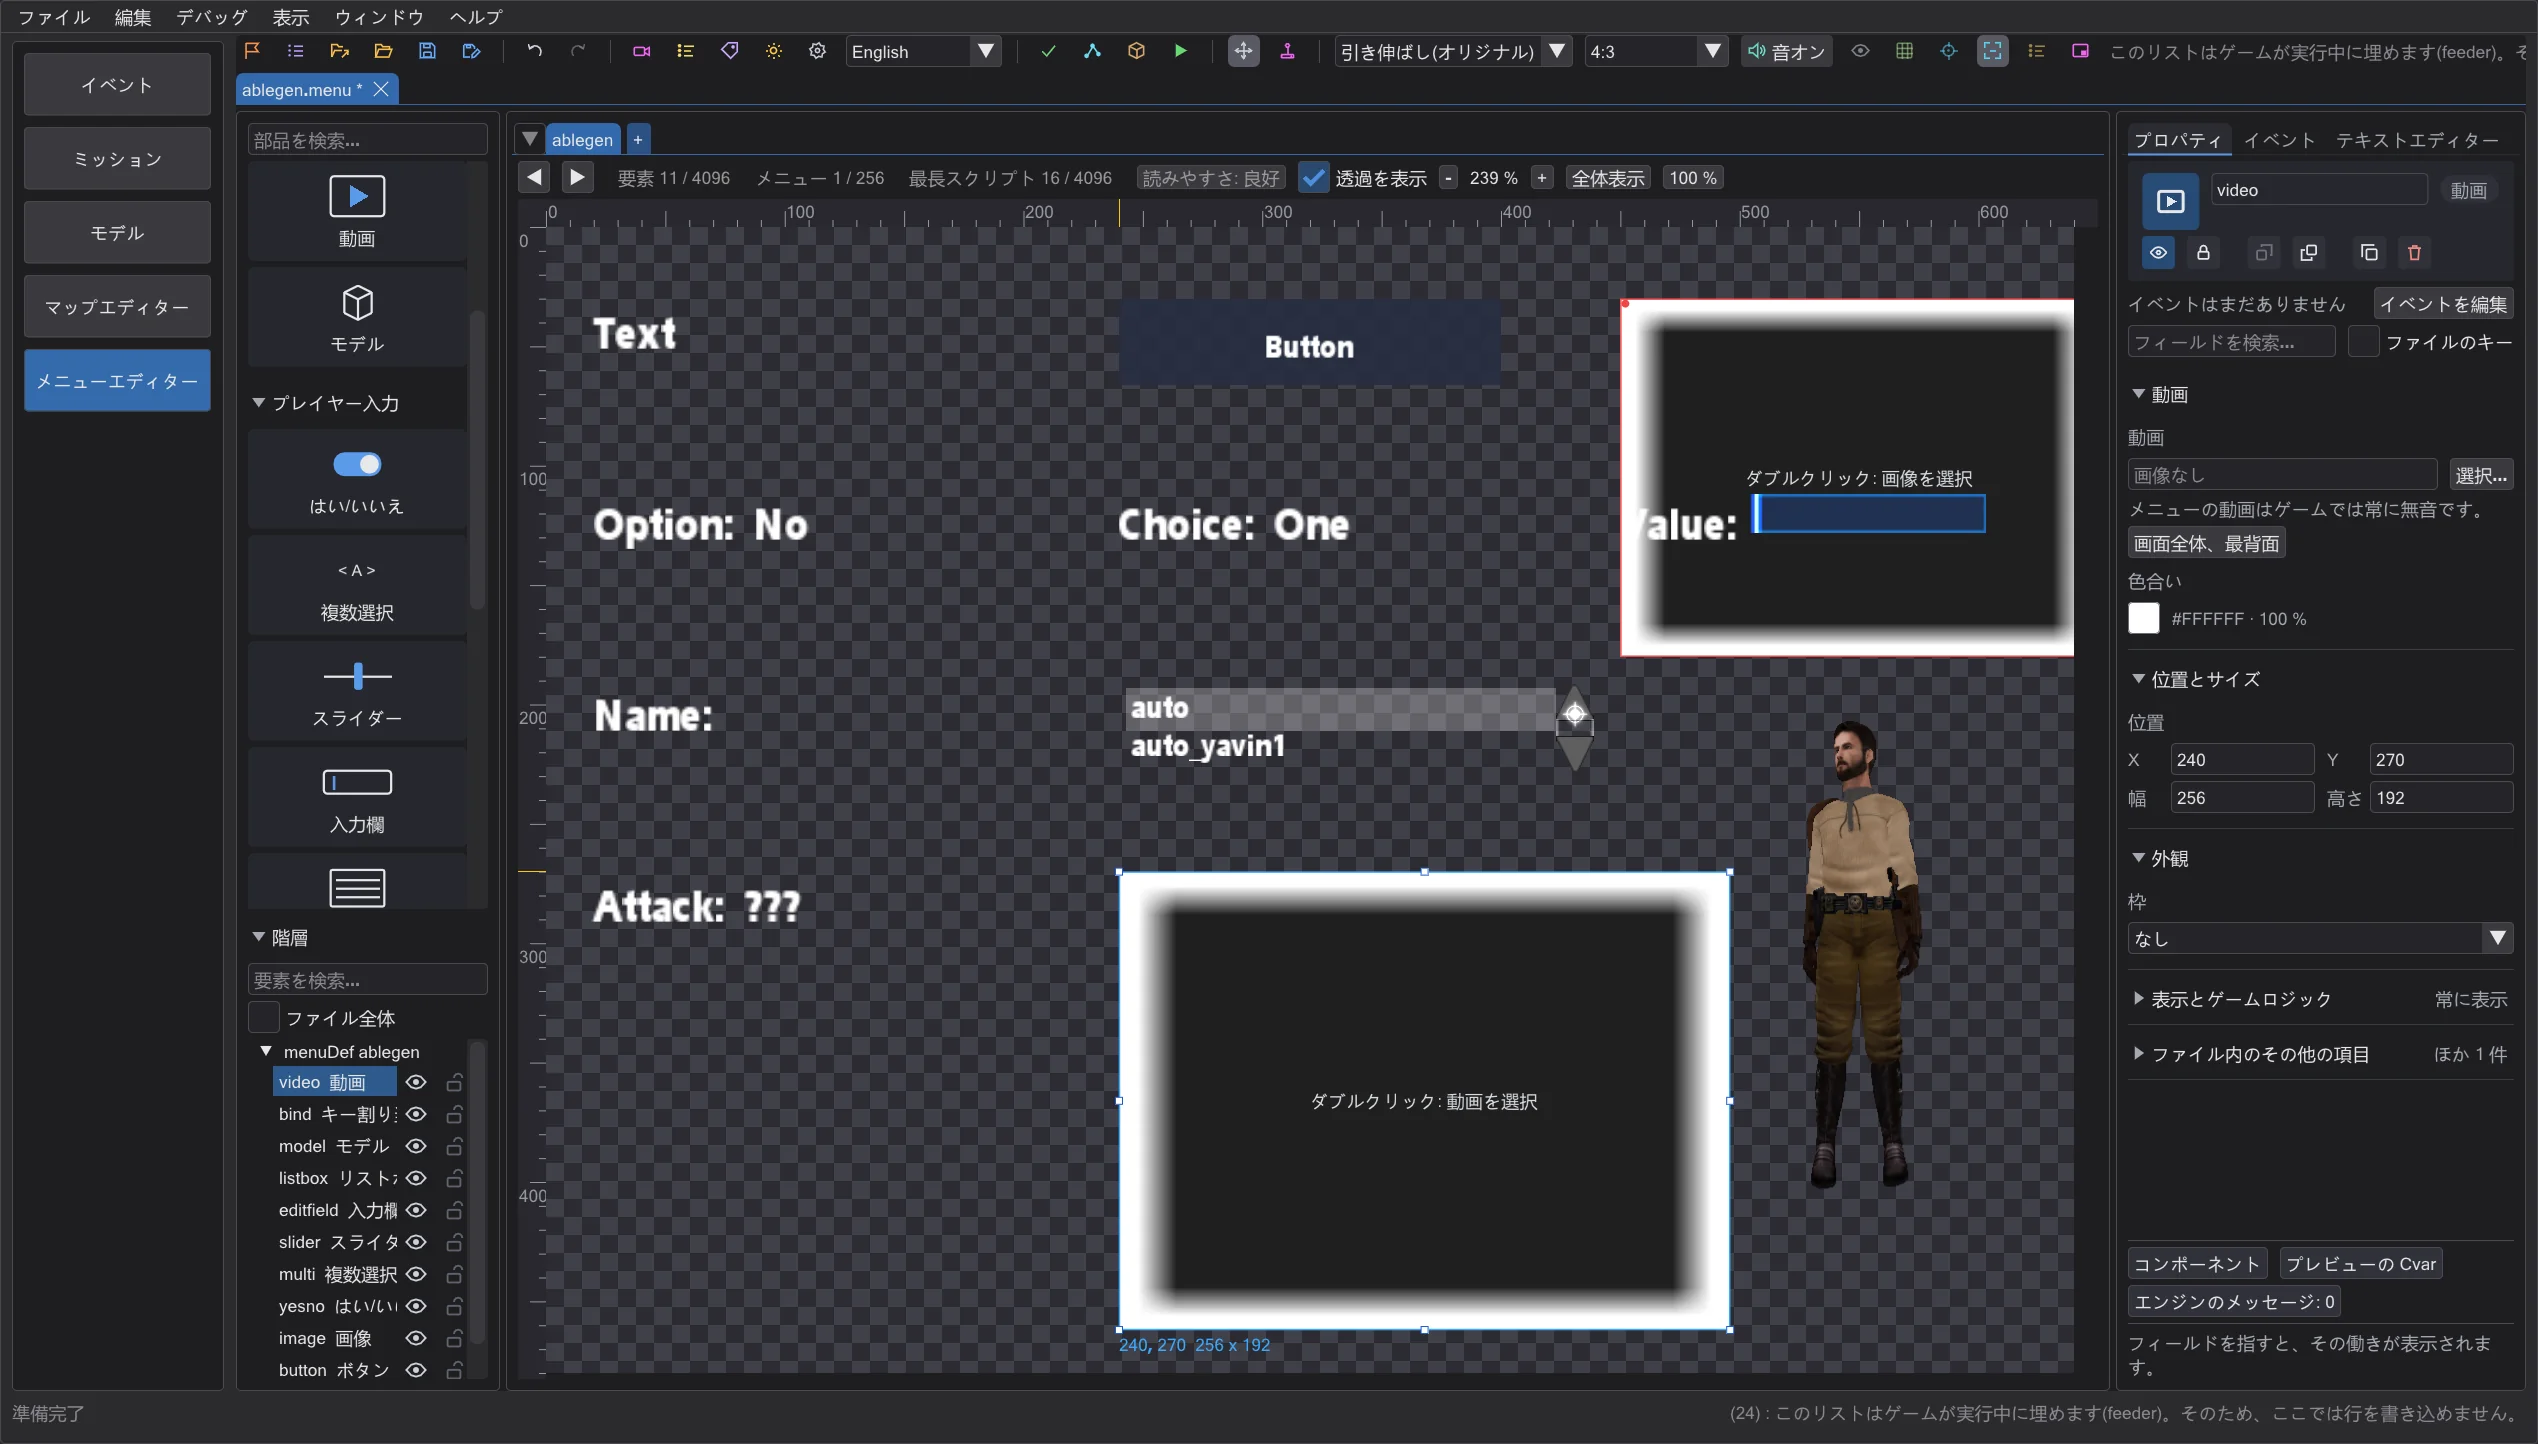 ファイル 編集 デバッグ 表示 ウィンドウ ヘルプ
English
引き伸ばし(オリジナル)
4:3
音オン
このリストはゲームが実行中に埋めます(feeder)。そ
ablegen.menu *
イベント
ミッション
モデル
マップエディター
メニューエディター
部品を検索...
動画
モデル
プレイヤー入力
はい/いいえ
< A >
複数選択
スライダー
入力欄
階層
要素を検索...
ファイル全体
menuDef ablegen
video 動画
bind キー割り
model モデル
listbox リスト
editfield 入力欄
slider スライダ
multi 複数選択
yesno はい/い
image 画像
button ボタン
ablegen
+
要素 11 / 4096
メニュー 1 / 256
最長スクリプト 16 / 4096
読みやすさ: 良好
透過を表示
- 239 % +
全体表示
100 %
0 100 200 300 400 500 600
0
100
200
300
400
Text
Button
ダブルクリック: 画像を選択
Option: No
Choice: One
alue:
Name:
auto
auto_yavin1
Attack: ???
ダブルクリック: 動画を選択
240, 270 256 x 192
プロパティ イベント テキストエディター
video
動画
イベントはまだありません
イベントを編集
フィールドを検索...
ファイルのキー
動画
動画
画像なし
選択...
メニューの動画はゲームでは常に無音です。
画面全体、最背面
色合い
#FFFFFF · 100 %
位置とサイズ
位置
X 240 Y 270
幅 256 高さ 192
外観
枠
なし
表示とゲームロジック 常に表示
ファイル内のその他の項目 ほか 1 件
コンポーネント
プレビューの Cvar
エンジンのメッセージ: 0
フィールドを指すと、その働きが表示されま
す。
準備完了
(24) : このリストはゲームが実行中に埋めます(feeder)。そのため、ここでは行を書き込めません。